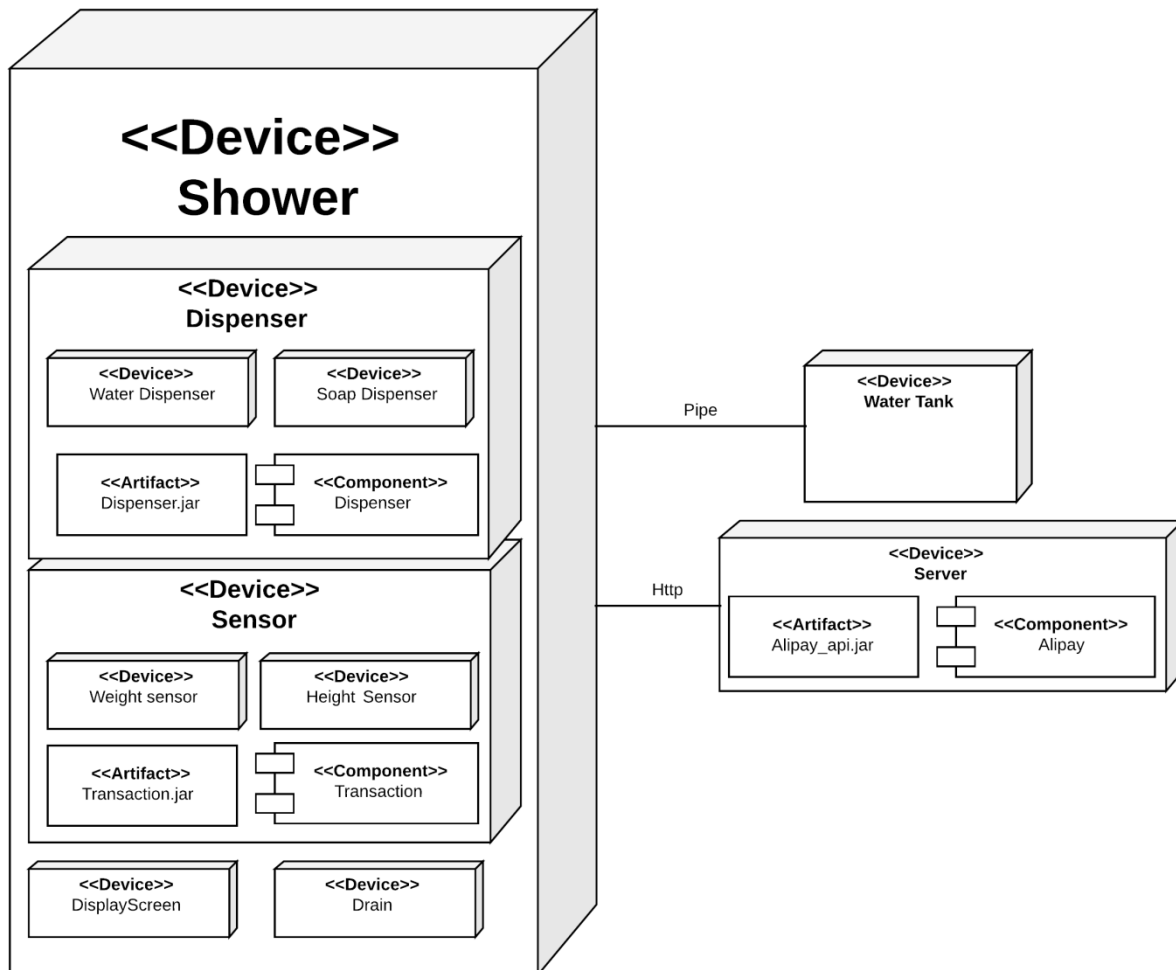 <<Device>>
Shower
<<Device>>
Dispenser
<<Device>>
Water Dispenser
<<Device>>
Soap Dispenser
<<Artifact>>
Dispenser.jar
<<Component>>
Dispenser
<<Device>>
Sensor
<<Device>>
Weight sensor
<<Device>>
Height Sensor
<<Artifact>>
Transaction.jar
<<Component>>
Transaction
<<Device>>
DisplayScreen
<<Device>>
Drain
Pipe
<<Device>>
Water Tank
Http
<<Device>>
Server
<<Artifact>>
Alipay_api.jar
<<Component>>
Alipay